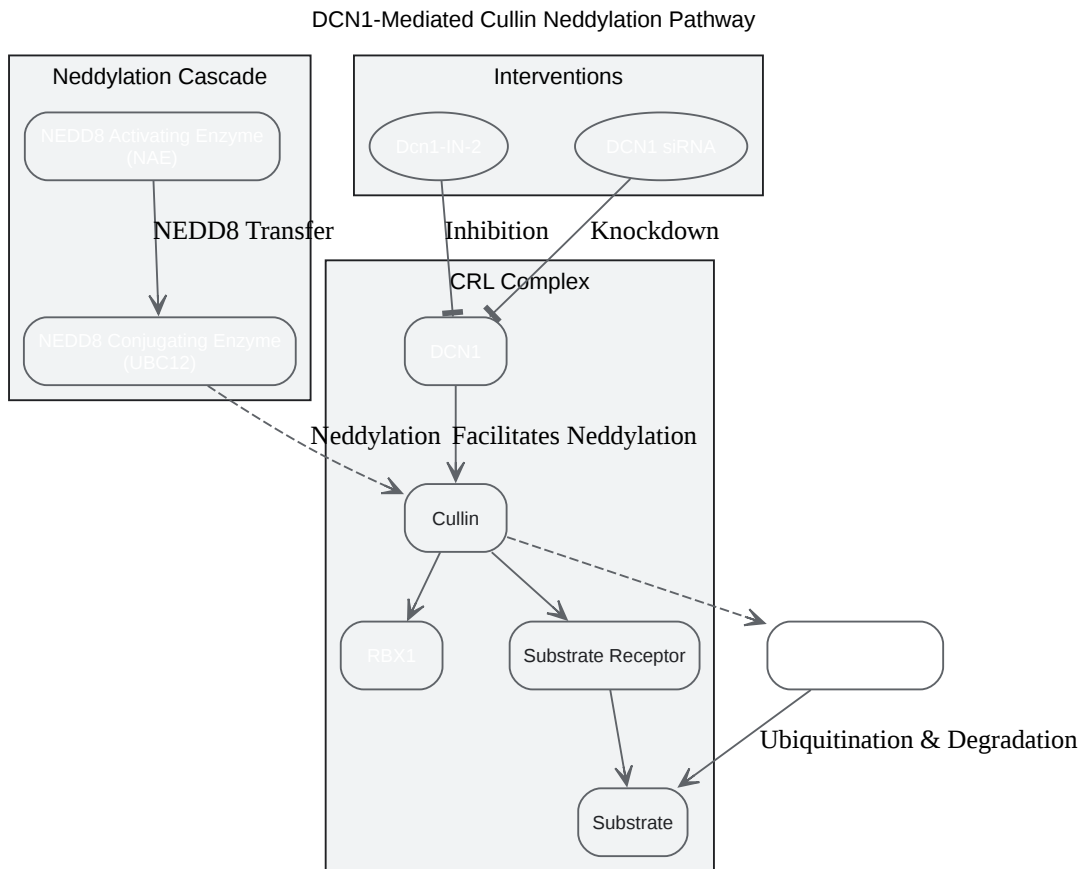 DCN1-Mediated Cullin Neddylation Pathway
Neddylation Cascade
Interventions
NEDD8 Activating Enzyme
(NAE)
Dcn1-IN-2
DCN1 siRNA
NEDD8 Transfer
Inhibition
Knockdown
CRL Complex
NEDD8 Conjugating Enzyme
(UBC12)
DCN1
Neddylation
Facilitates Neddylation
Cullin
RBX1
Substrate Receptor
Ubiquitination & Degradation
Substrate